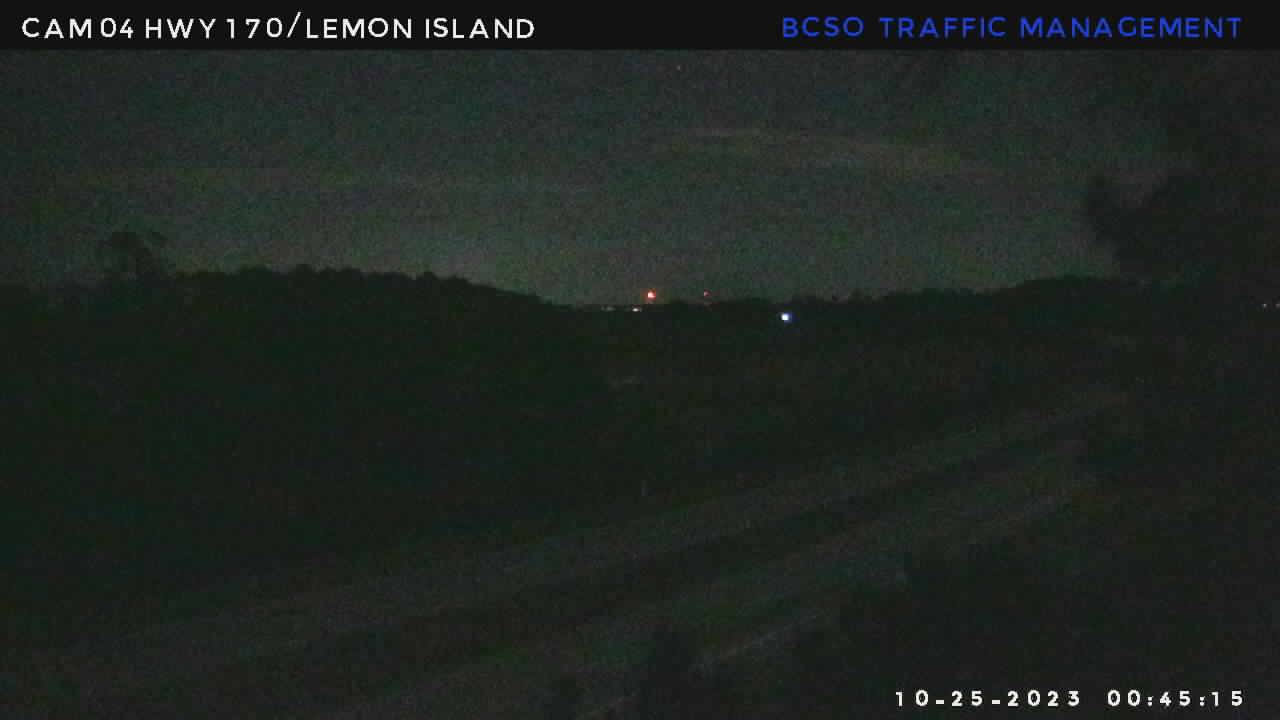 CAM04 HWY 170/LEMON ISLAND
BCSO TRAFFIC MANAGEMENT
10-25-2023 00:45:15